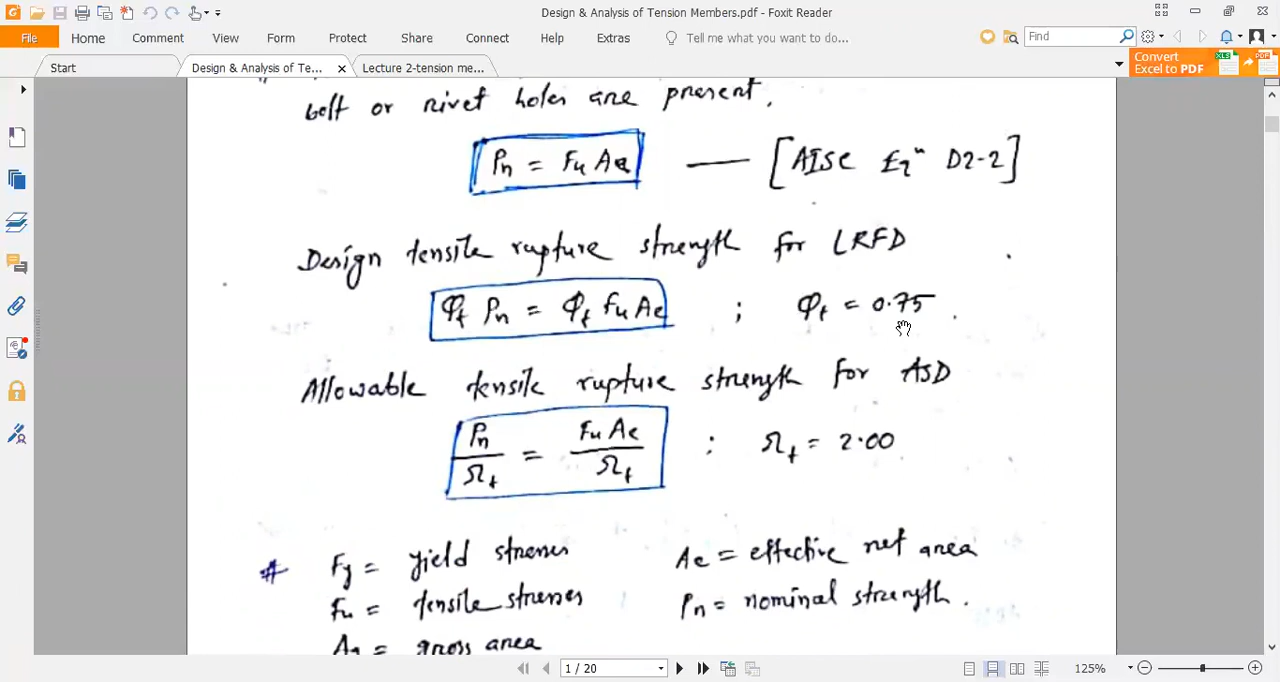 Design & Analysis of Tension Members.pdf - Foxit Reader
File Home Comment View Form Protect Share Connect Help Extras Tell me what you want to do... Find
Start Design & Analysis of Te... Lecture 2-tension me... Convert Excel to PDF
bolt or rivet holes are present.
Pn = Fu Ae [AISC Eqⁿ D2-2]
Design tensile rupture strength for LRFD
Φt Pn = Φt Fu Ae ; Φt = 0.75
Allowable tensile rupture strength for ASD
Pn/Ωt = Fu Ae/Ωt : Ωt = 2.00
# Fy = yield stresses Ae = effective net area
Fu = tensile stresses Pn = nominal strength.
Ag = gross area
1 / 20 125%